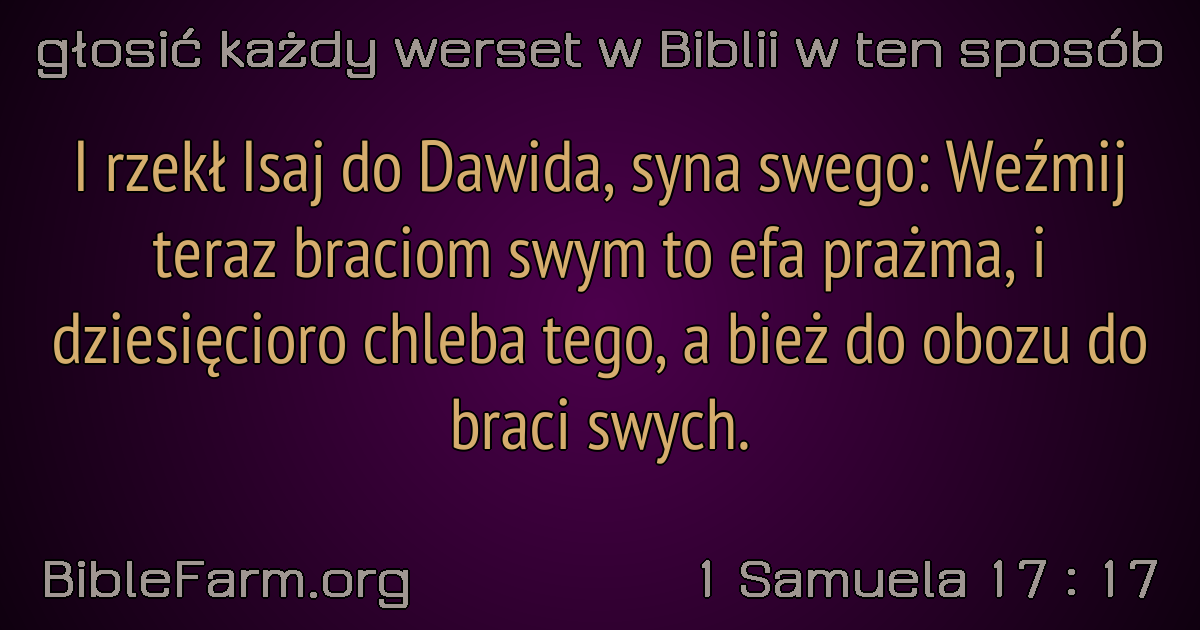 głosić każdy werset w Biblii w ten sposób
I rzekł Isaj do Dawida, syna swego: Weźmij
teraz braciom swym to efa prażma, i
dziesięcioro chleba tego, a bież do obozu do
braci swych.
BibleFarm.org
1 Samuela 17 : 17